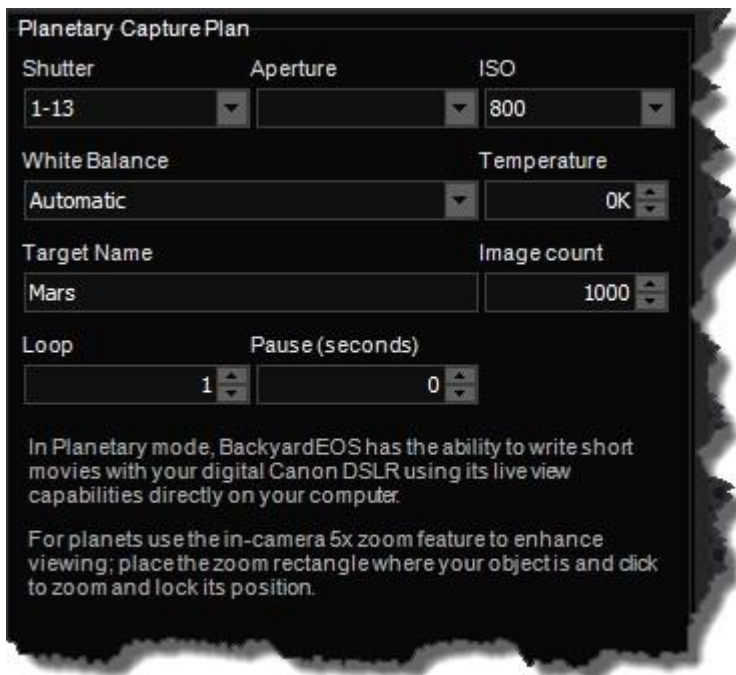 Planetary Capture Plan
Shutter Aperture ISO
1-13 800
White Balance Temperature
Automatic 0K
Target Name Image count
Mars 1000
Loop Pause (seconds)
1 0
In Planetary mode, BackyardEOS has the ability to write short
movies with your digital Canon DSLR using its live view
capabilities directly on your computer.
For planets use the in-camera 5x zoom feature to enhance
viewing; place the zoom rectangle where your object is and click
to zoom and lock its position.